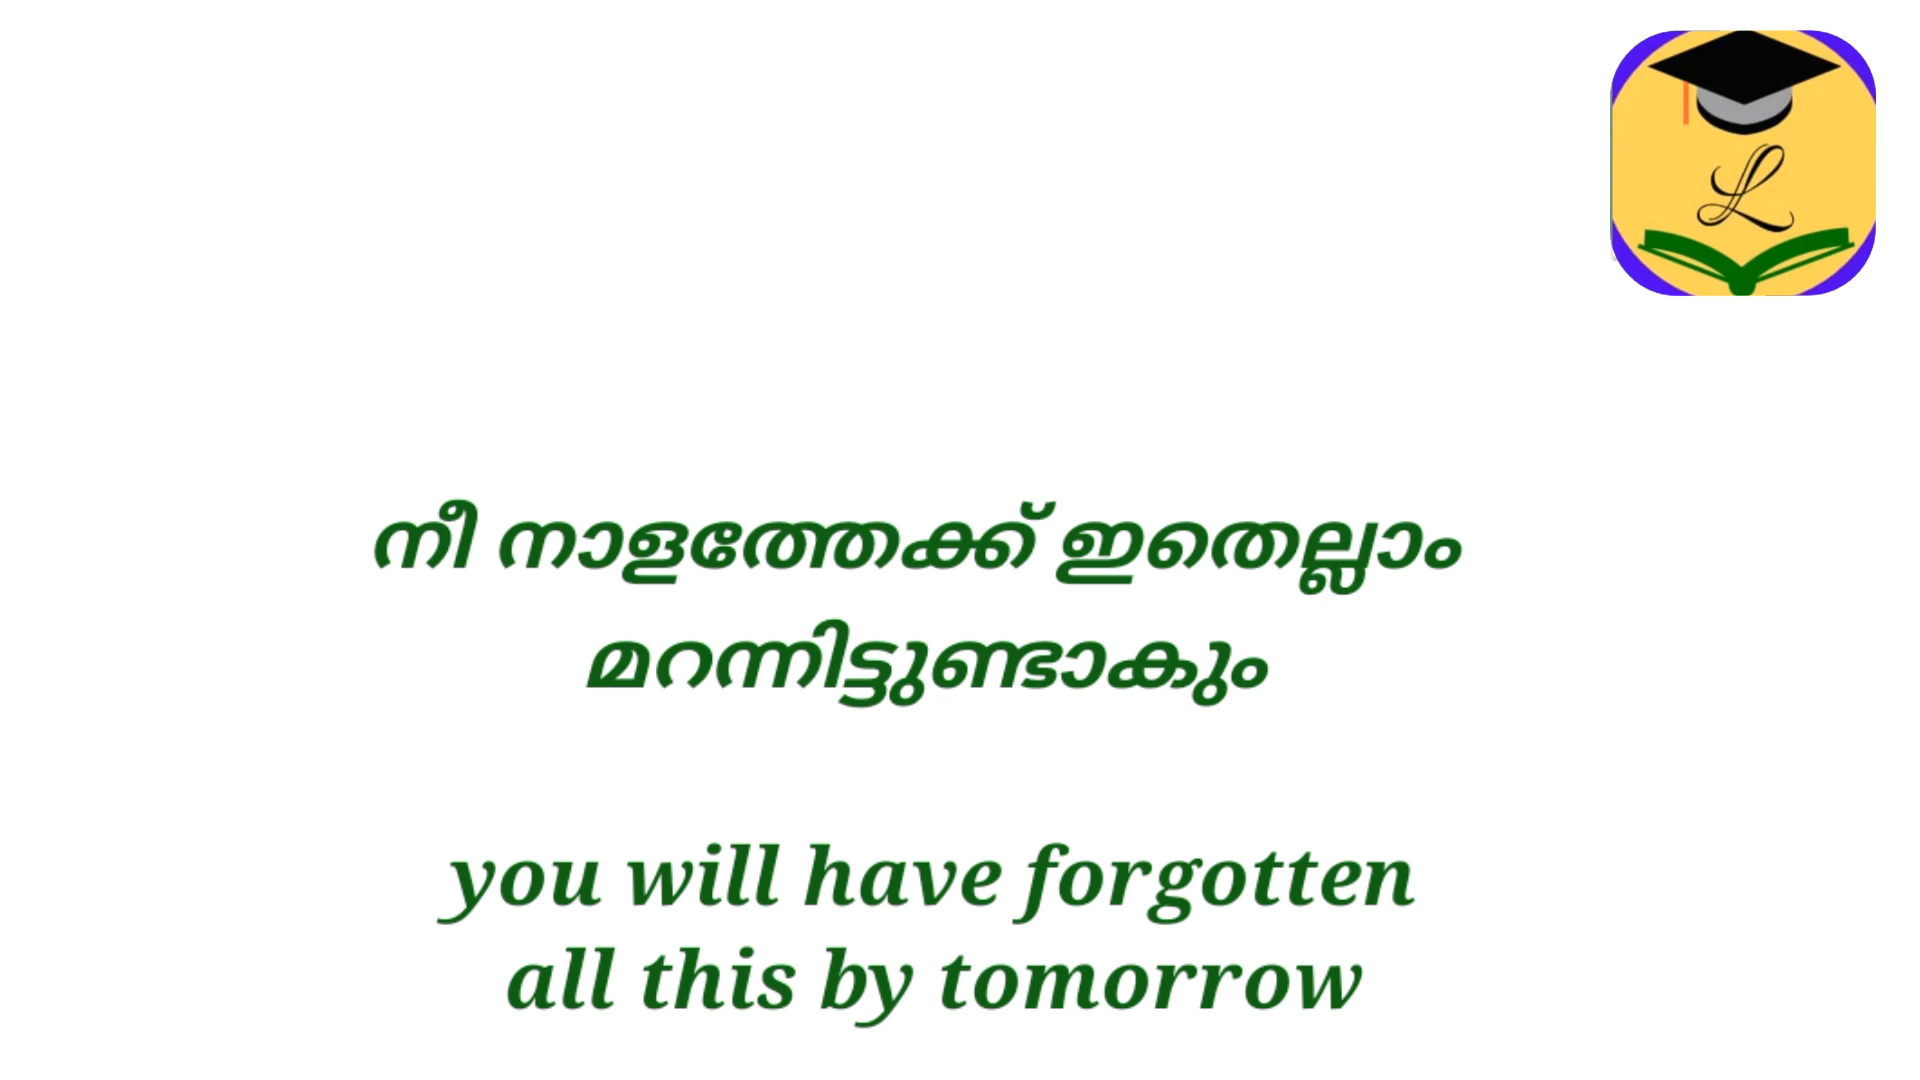 L
നീ നാളത്തേക്ക് ഇതെല്ലാം
മറന്നിട്ടുണ്ടാകും
you will have forgotten
all this by tomorrow